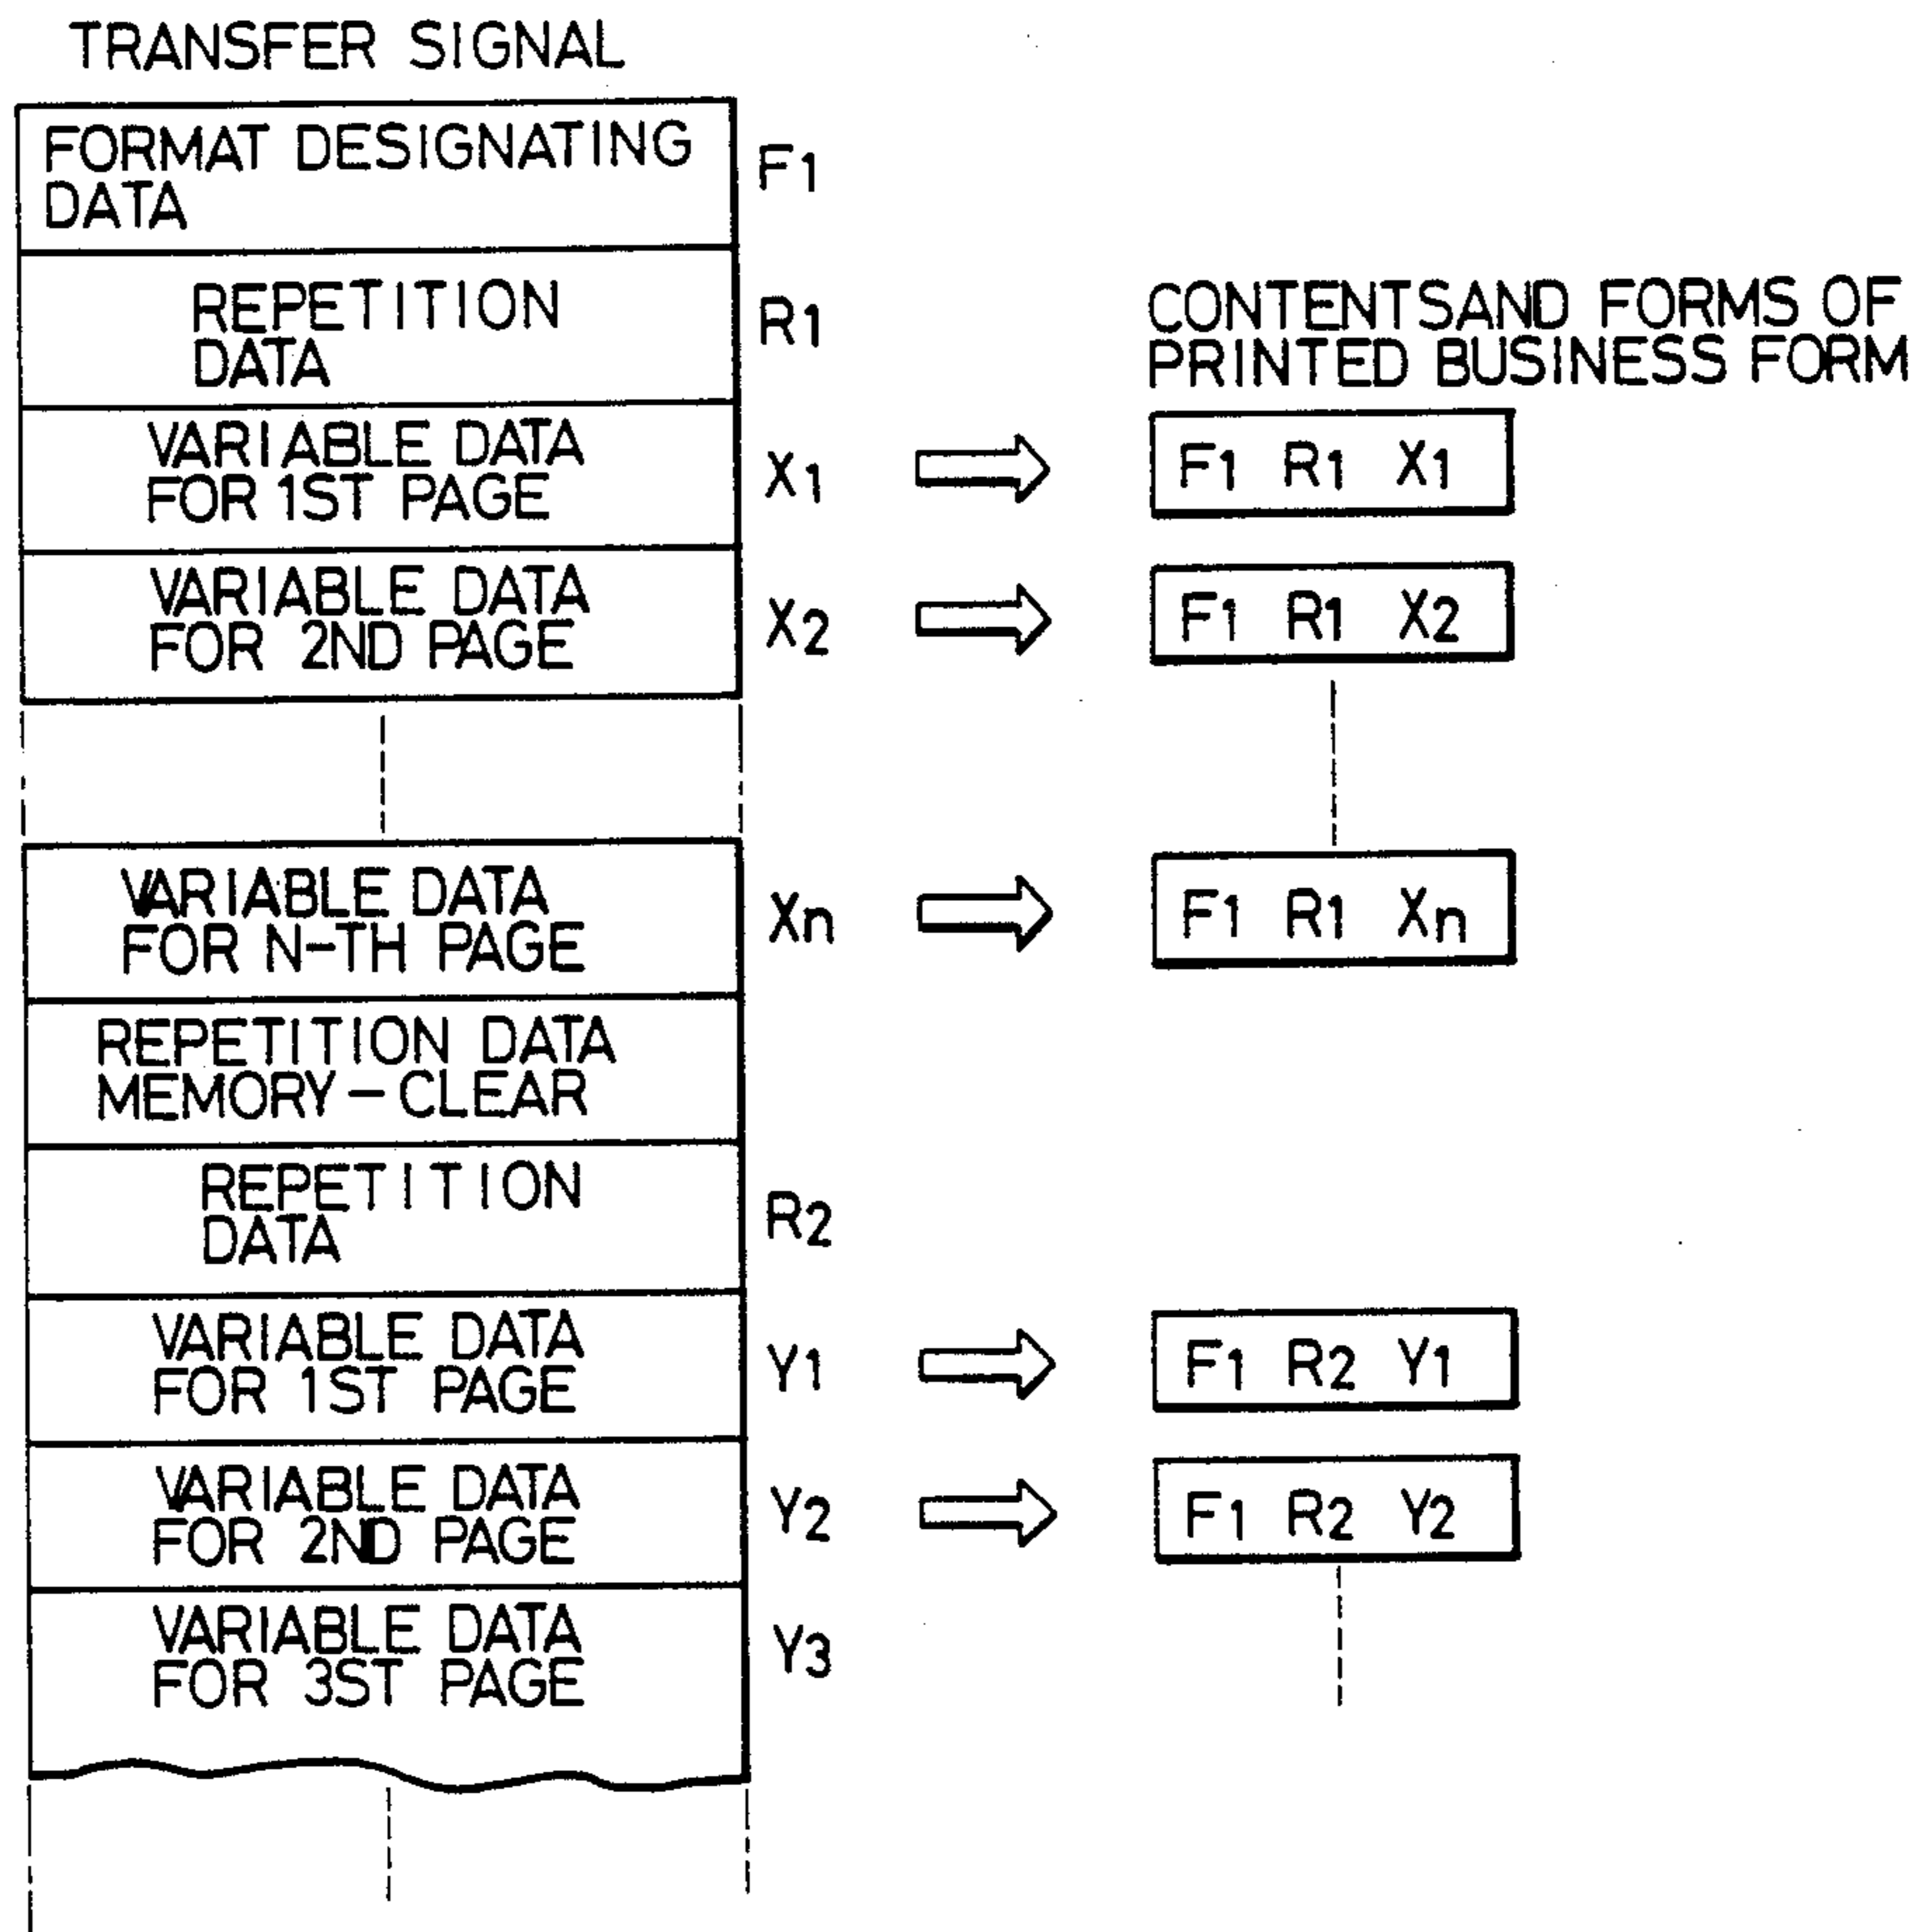 TRANSFER SIGNAL
FORMAT DESIGNATING
DATA
F1
REPETITION
DATA
R1
CONTENTSAND FORMS OF
PRINTED BUSINESS FORM
VARIABLE DATA
FOR 1ST PAGE
X1
F1 R1 X1
VARIABLE DATA
FOR 2ND PAGE
X2
F1 R1 X2
VARIABLE DATA
FOR N-TH PAGE
Xn
F1 R1 Xn
REPETITION DATA
MEMORY-CLEAR
REPETITION
DATA
R2
VARIABLE DATA
FOR 1ST PAGE
Y1
F1 R2 Y1
VARIABLE DATA
FOR 2ND PAGE
Y2
F1 R2 Y2
VARIABLE DATA
FOR 3ST PAGE
Y3